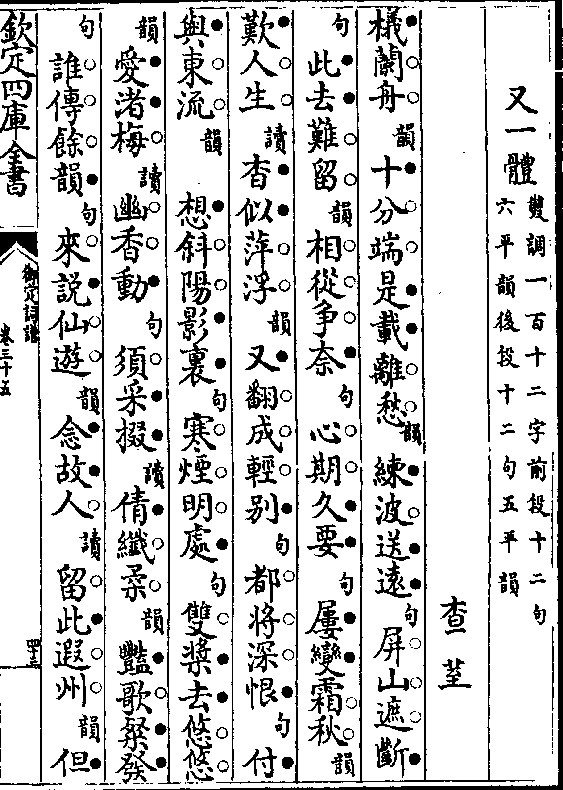 又一體雙調一百十二字前段十二句
六平韻後段十二句五平韻
查荎
檥蘭舟韻十分端是載離愁韻練波送遠句屏山遮斷
句此去難留韻相從爭奈句心期久要句屢變霜秋韻
歎人生讀杳似萍浮韻又翻成輕別句都將深恨句付
與東流韻想斜陽影裏句寒煙明處句雙槳去悠悠
韻愛渚梅讀幽香動句須采掇讀倩纖柔韻豔歌粲發
句誰傳餘韻句來說仙遊韻念故人讀留此遐州韻但
欽定四庫全書
御定詞譜
卷三十五
四十三